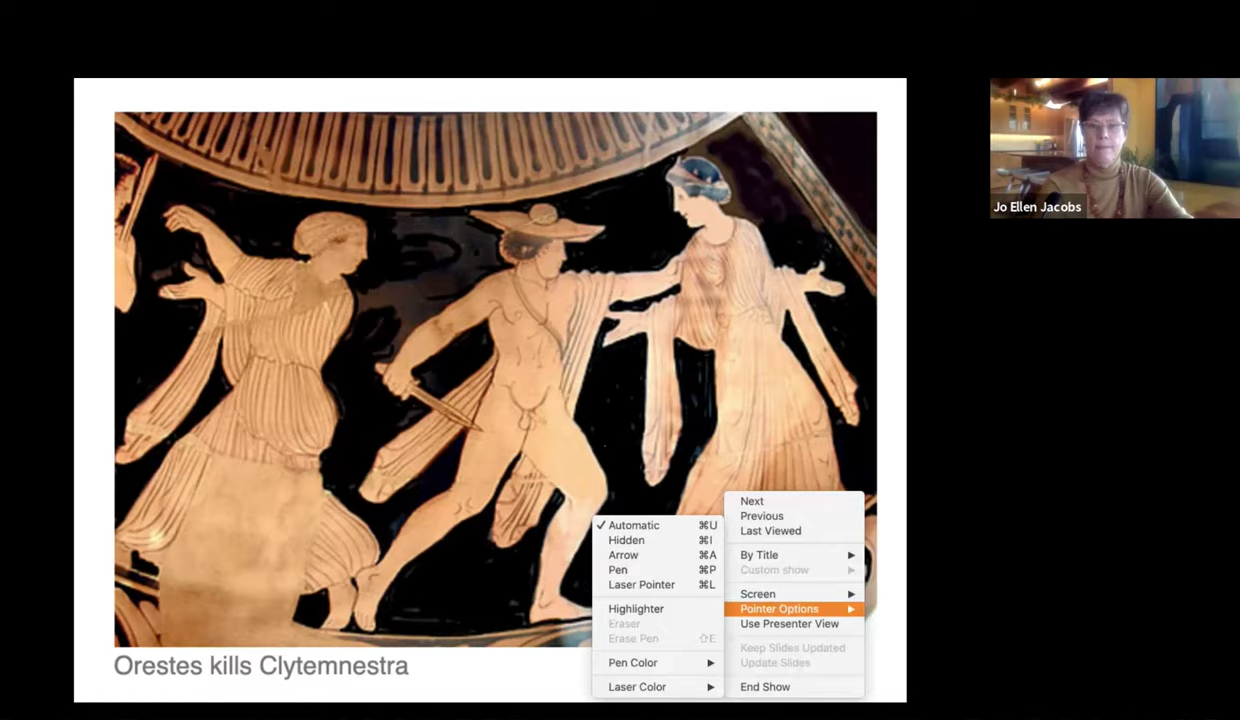 Jo Ellen Jacobs
Next
Previous
Last Viewed
By Title
Custom show
Screen
Pointer Options
Use Presenter View
Keep Slides Updated
Update Slides
End Show
✓ Automatic ⌘U
Hidden ⌘I
Arrow ⌘A
Pen ⌘P
Laser Pointer ⌘L
Highlighter
Eraser
Erase Pen ⇧E
Pen Color
Laser Color
Orestes kills Clytemnestra